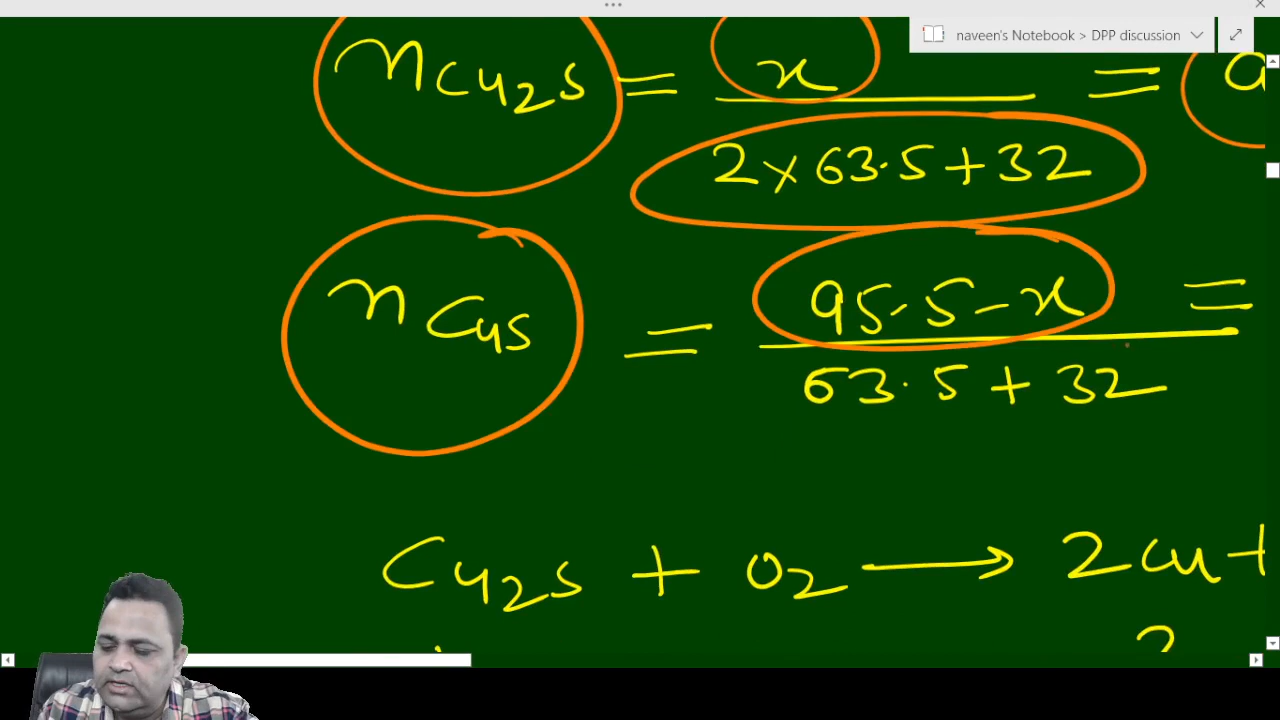 naveen's Notebook > DPP discussion
nCu2S = x =
2 x 63.5 + 32
nCuS = 95.5 - x =
63.5 + 32
Cu2S + O2 → 2Cu +